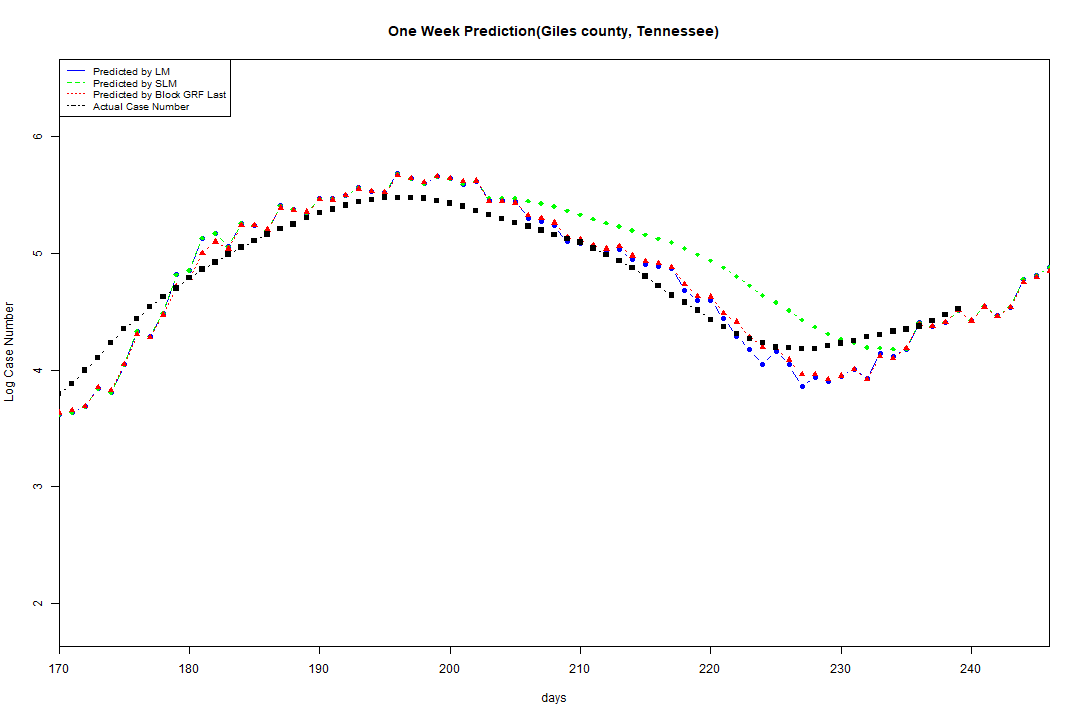 One Week Prediction(Giles county, Tennessee)
Predicted by LM
Predicted by SLM
Predicted by Block GRF Last
Actual Case Number
6
5
4
3
2
Log Case Number
170 180 190 200 210 220 230 240
days